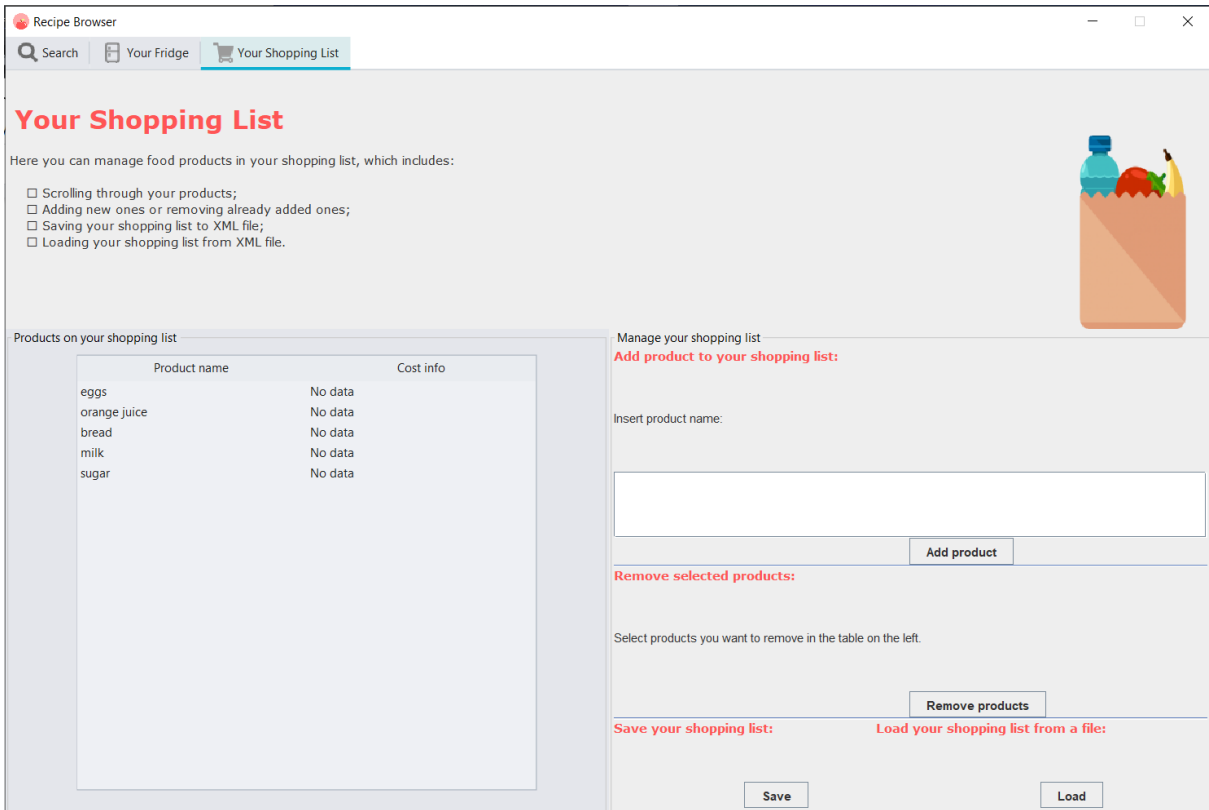 Recipe Browser
Search
Your Fridge
Your Shopping List
Your Shopping List
Here you can manage food products in your shopping list, which includes:
☐ Scrolling through your products;
☐ Adding new ones or removing already added ones;
☐ Saving your shopping list to XML file;
☐ Loading your shopping list from XML file.
Products on your shopping list
Product name Cost info
eggs No data
orange juice No data
bread No data
milk No data
sugar No data
Manage your shopping list
Add product to your shopping list:
Insert product name:
Add product
Remove selected products:
Select products you want to remove in the table on the left.
Remove products
Save your shopping list:
Save
Load your shopping list from a file:
Load